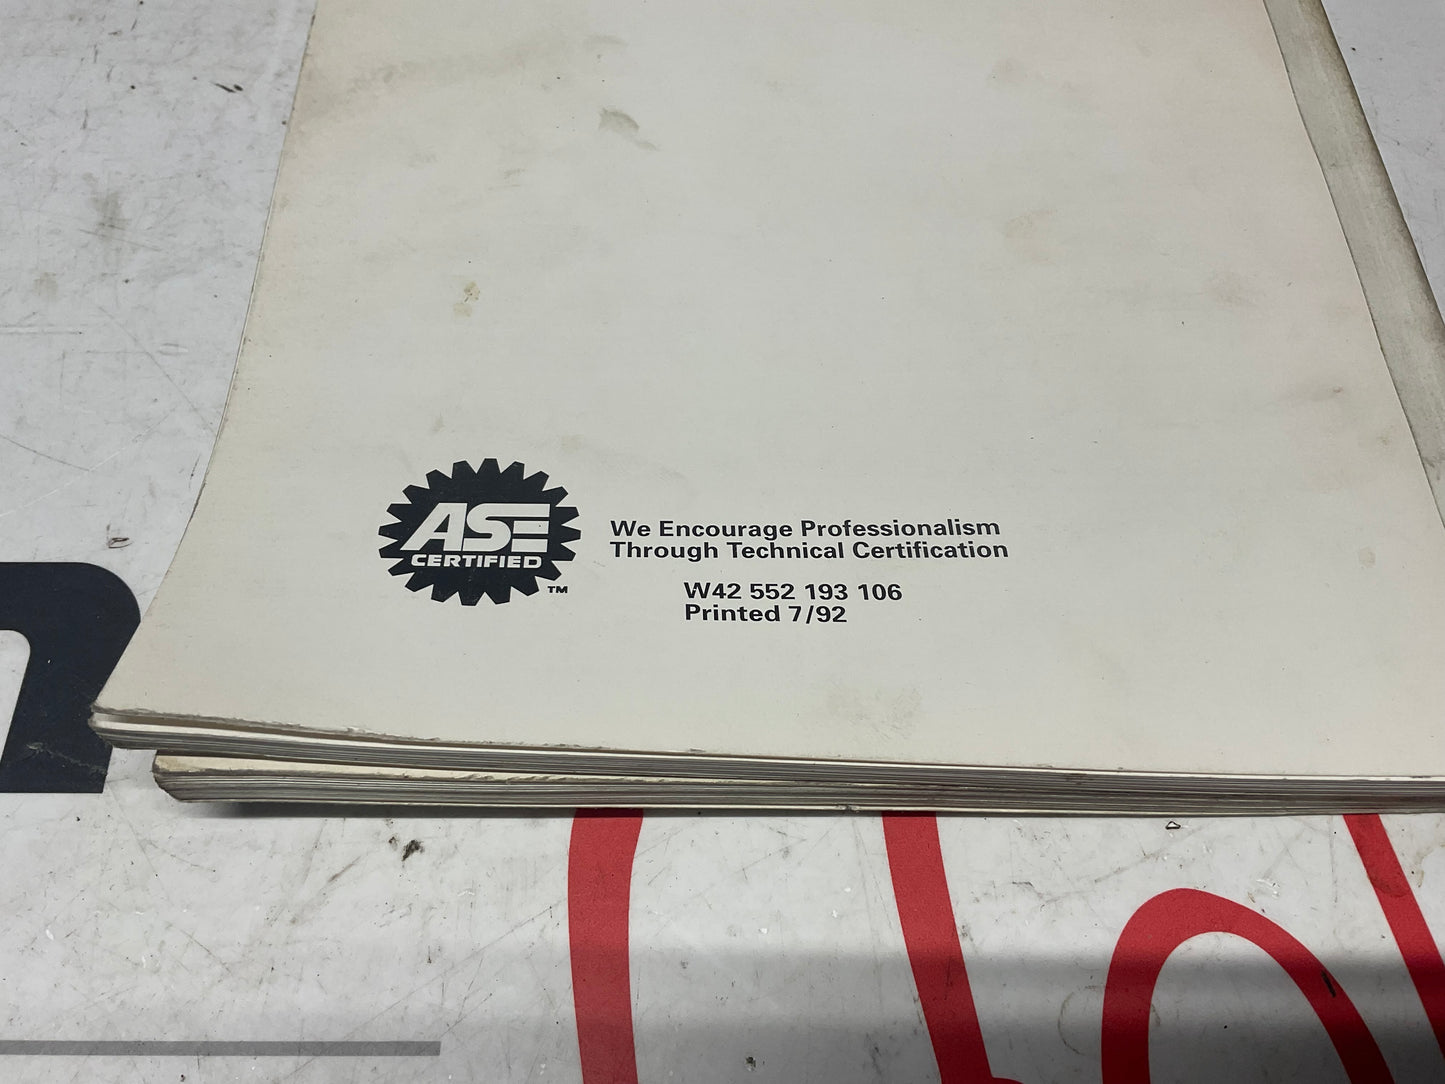 ASE
CERTIFIED
TM
We Encourage Professionalism
Through Technical Certification
W42 552 193 106
Printed 7/92